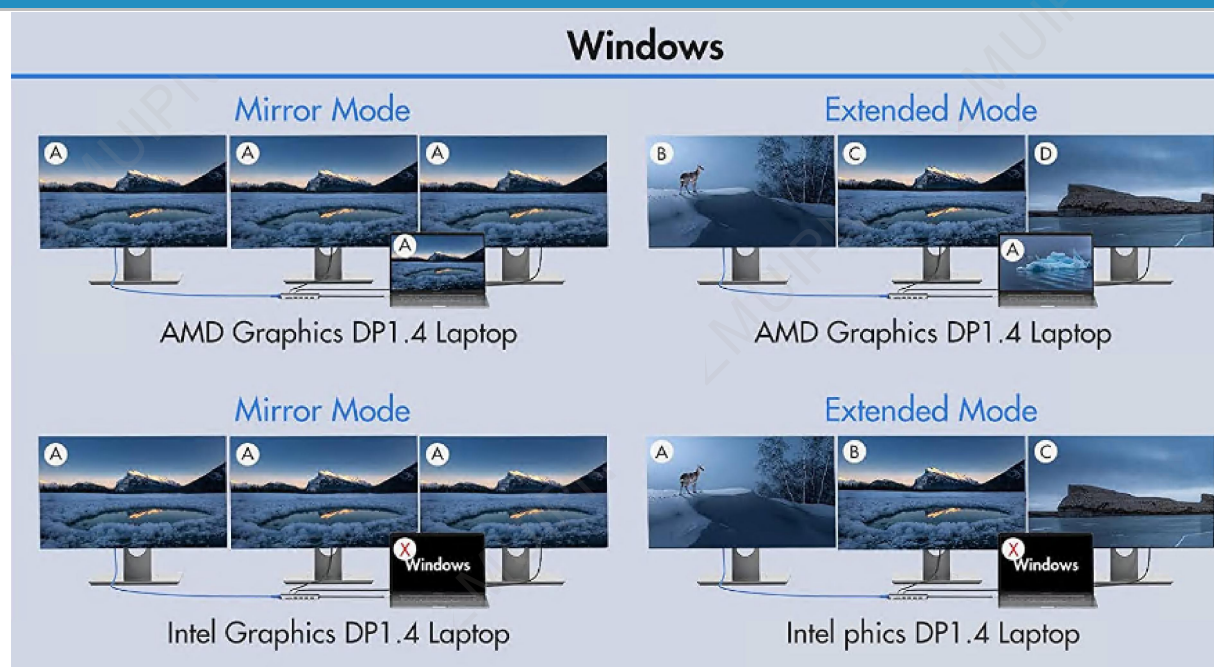 Windows
Mirror Mode
Extended Mode
A
A
A
A
B
C
D
A
AMD Graphics DP1.4 Laptop
AMD Graphics DP1.4 Laptop
Mirror Mode
Extended Mode
A
A
A
X
Windows
A
B
C
X
Windows
Intel Graphics DP1.4 Laptop
Intel phics DP1.4 Laptop